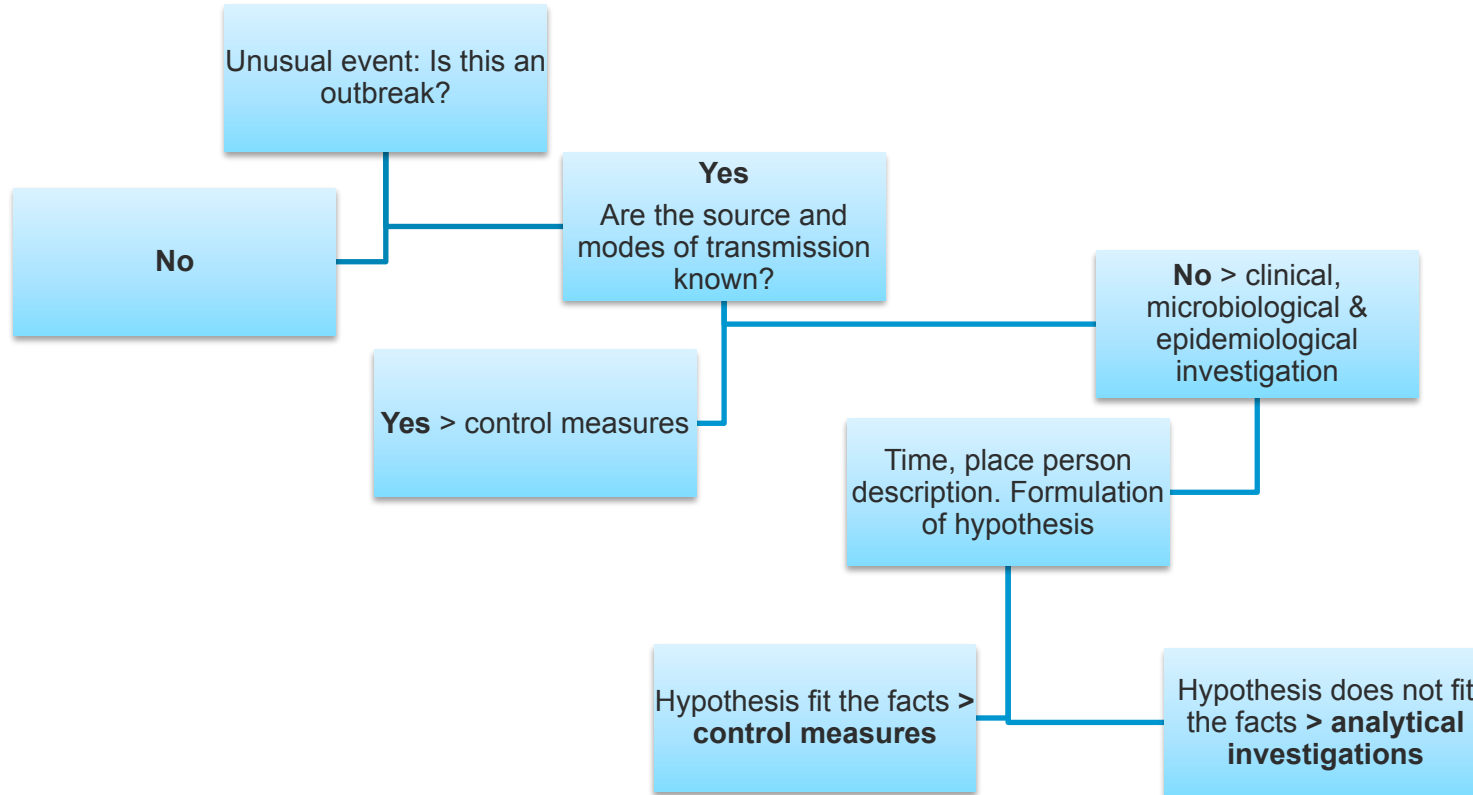 Unusual event: Is this an
outbreak?
No
Yes
Are the source and
modes of transmission
known?
No > clinical,
microbiological &
epidemiological
investigation
Yes > control measures
Time, place person
description. Formulation
of hypothesis
Hypothesis fit the facts >
control measures
Hypothesis does not fit
the facts > analytical
investigations